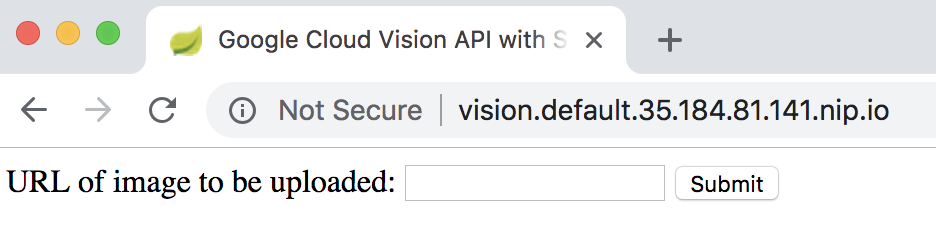 Google Cloud Vision API with S
Not Secure vision.default.35.184.81.141.nip.io
URL of image to be uploaded: Submit